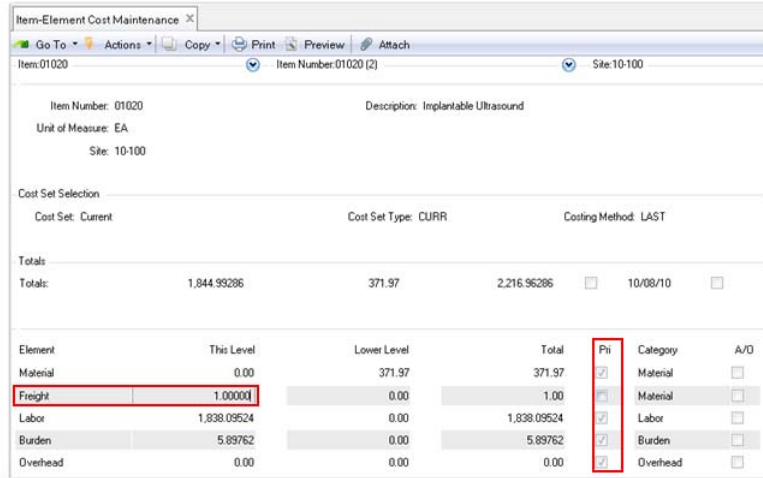 Item-Element Cost Maintenance X
Go To Actions Copy Print Preview Attach
Item:01020 Item Number:01020 (2) Site:10-100
Item Number: 01020 Description: Implantable Ultrasound
Unit of Measure: EA
Site: 10-100
Cost Set Selection
Cost Set: Current Cost Set Type: CURR Costing Method: LAST
Totals
Totals: 1,844.99286 371.97 2,216.96286 10/08/10
Element This Level Lower Level Total Pri Category A/O
Material 0.00 371.97 371.97 Material
Freight 1.00000 0.00 1.00 Material
Labor 1,838.09524 0.00 1,838.09524 Labor
Burden 5.89762 0.00 5.89762 Burden
Overhead 0.00 0.00 0.00 Overhead